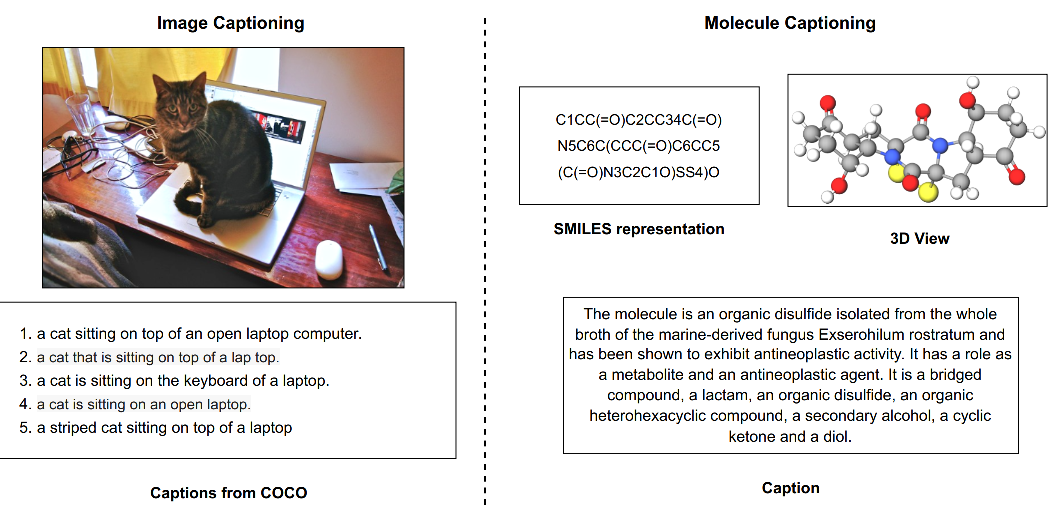 Image Captioning
1. a cat sitting on top of an open laptop computer.
2. a cat that is sitting on top of a lap top.
3. a cat is sitting on the keyboard of a laptop.
4. a cat is sitting on an open laptop.
5. a striped cat sitting on top of a laptop
Captions from COCO
Molecule Captioning
C1CC(=O)C2CC34C(=O)
N5C6C(CCC(=O)C6CC5
(C(=O)N3C2C1O)SS4)O
SMILES representation
3D View
The molecule is an organic disulfide isolated from the whole
broth of the marine-derived fungus Exserohilum rostratum and
has been shown to exhibit antineoplastic activity. It has a role as
a metabolite and an antineoplastic agent. It is a bridged
compound, a lactam, an organic disulfide, an organic
heterohexacyclic compound, a secondary alcohol, a cyclic
ketone and a diol.
Caption